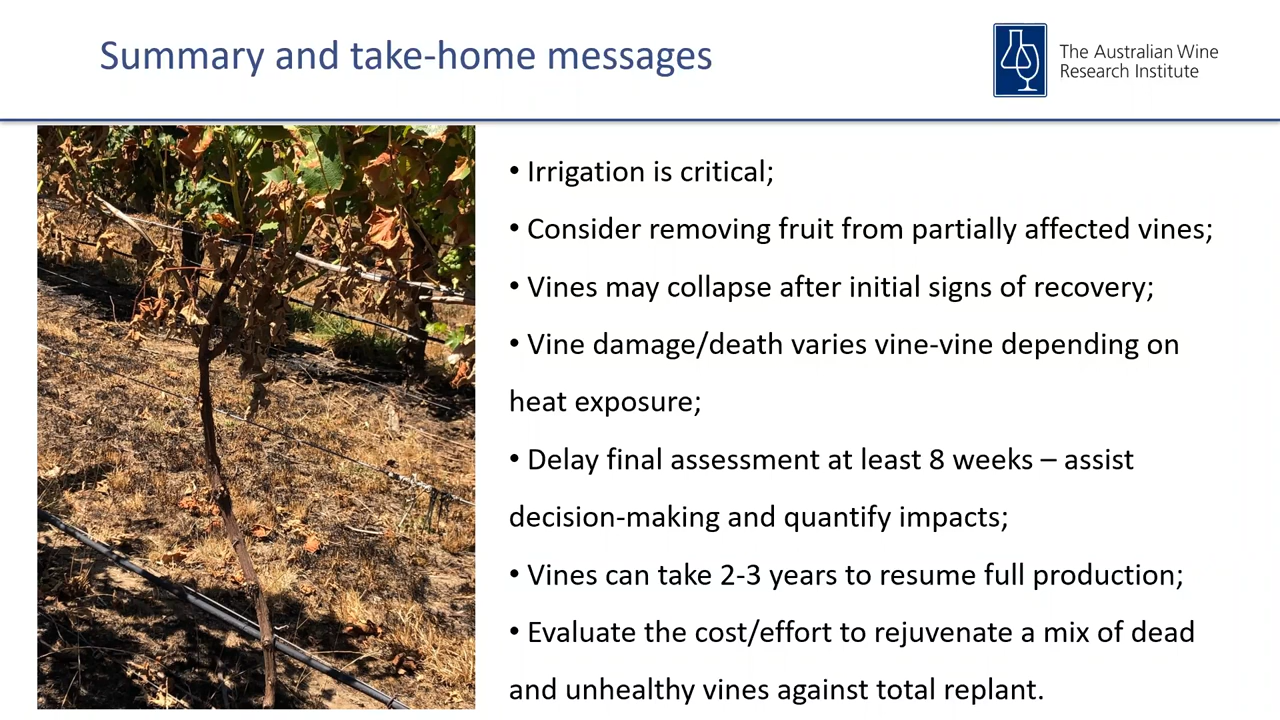 Summary and take-home messages
The Australian Wine
Research Institute
• Irrigation is critical;
• Consider removing fruit from partially affected vines;
• Vines may collapse after initial signs of recovery;
• Vine damage/death varies vine-vine depending on
heat exposure;
• Delay final assessment at least 8 weeks – assist
decision-making and quantify impacts;
• Vines can take 2-3 years to resume full production;
• Evaluate the cost/effort to rejuvenate a mix of dead
and unhealthy vines against total replant.